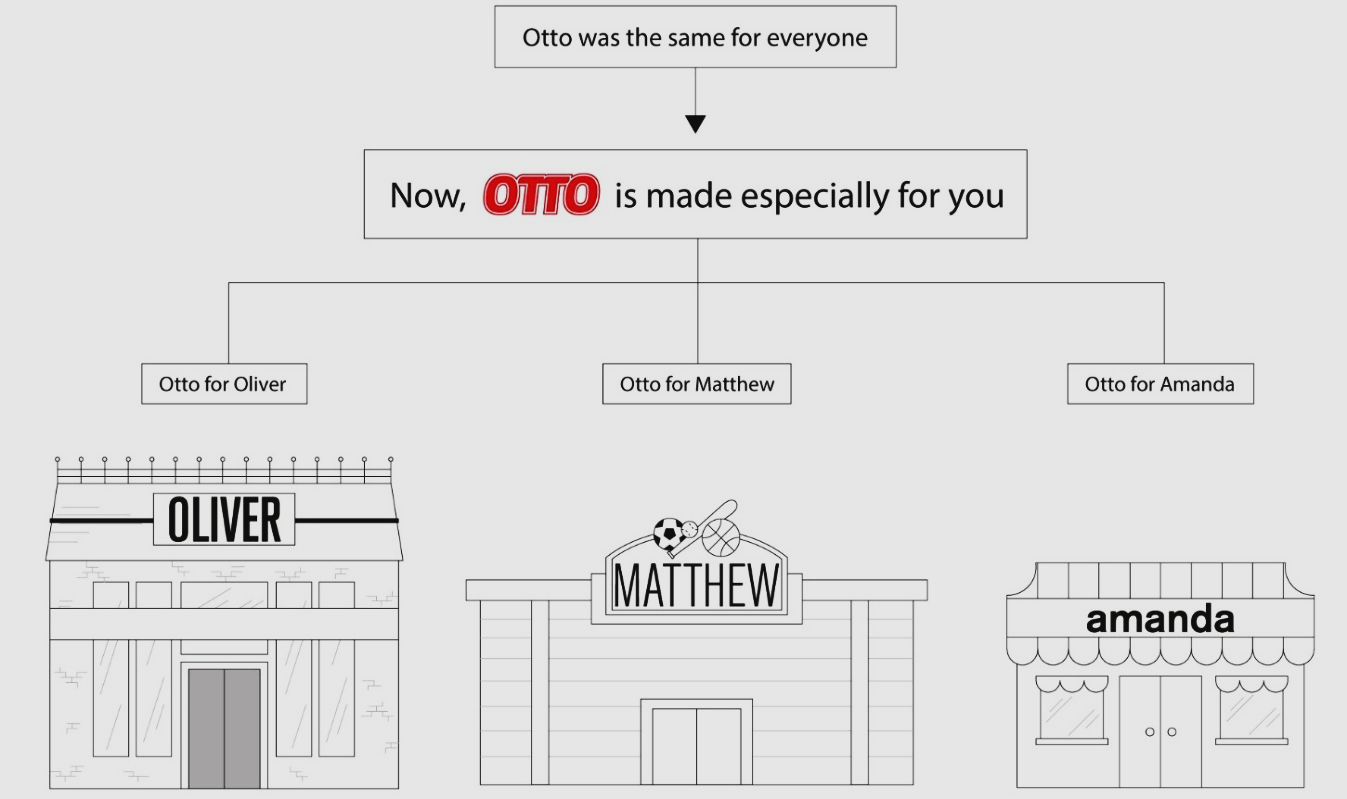 Otto was the same for everyone
Now, OTTO is made especially for you
Otto for Oliver
Otto for Matthew
Otto for Amanda
OLIVER
MATTHEW
amanda